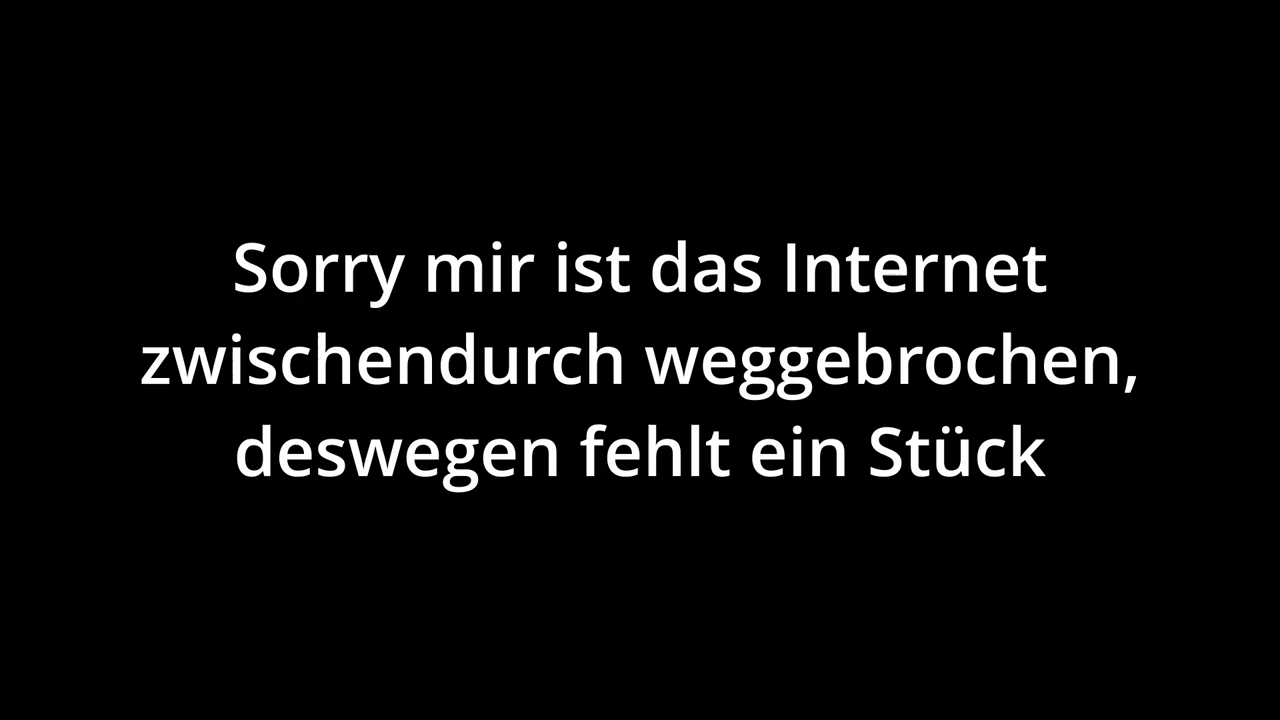 Sorry mir ist das Internet
zwischendurch weggebrochen,
deswegen fehlt ein Stück